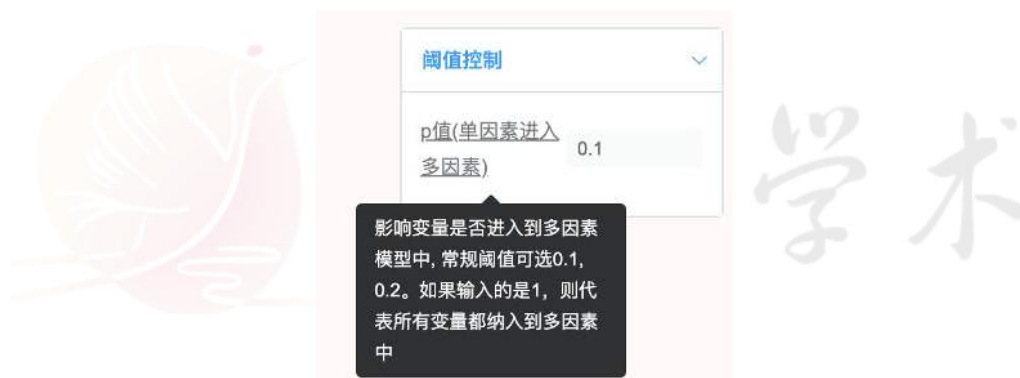 阈值控制
p值(单因素进入
多因素)
0.1
影响变量是否进入到多因素
模型中, 常规阈值可选0.1,
0.2。如果输入的是1，则代
表所有变量都纳入到多因素
中
学术